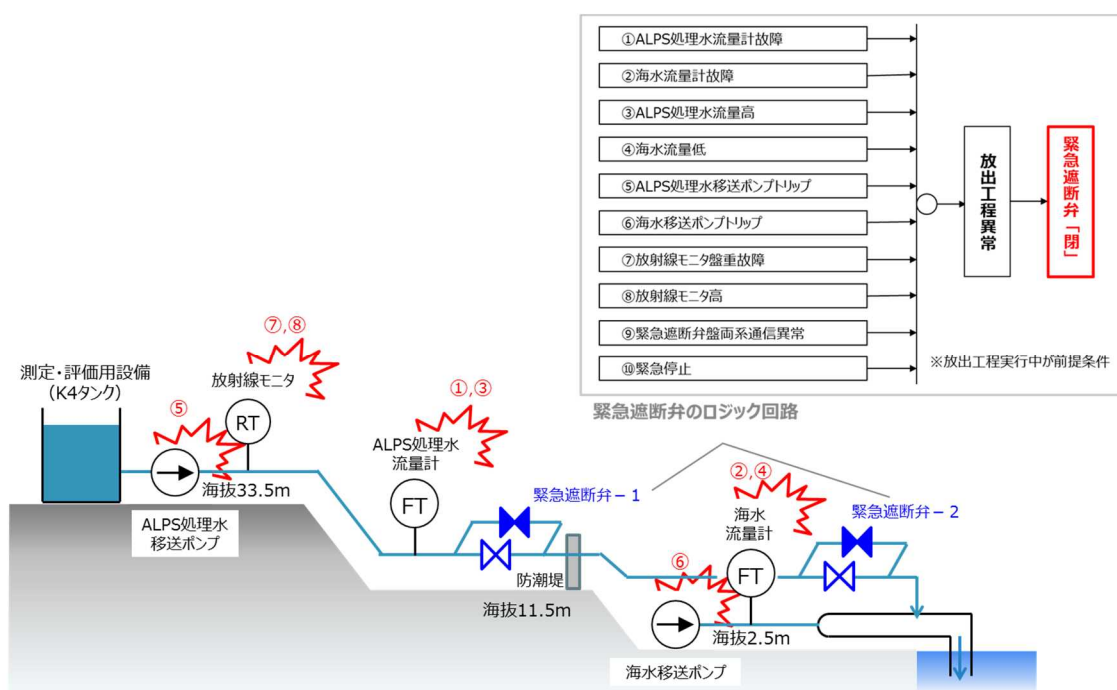 ①ALPS処理水流量計故障
②海水流量計故障
③ALPS処理水流量高
④海水流量低
⑤ALPS処理水移送ポンプトリップ
⑥海水移送ポンプトリップ
⑦放射線モニタ盤重故障
⑧放射線モニタ高
⑨緊急遮断弁盤両系通信異常
⑩緊急停止
放出工程異常
緊急遮断弁「閉」
※放出工程実行中が前提条件
緊急遮断弁のロジック回路
測定・評価用設備
(K4タンク)
⑤
⑦,⑧
放射線モニタ
RT
海抜33.5m
ALPS処理水
移送ポンプ
①,③
ALPS処理水
流量計
FT
緊急遮断弁-1
防潮堤
海抜11.5m
②,④
海水
流量計
FT
緊急遮断弁-2
⑥
海抜2.5m
海水移送ポンプ